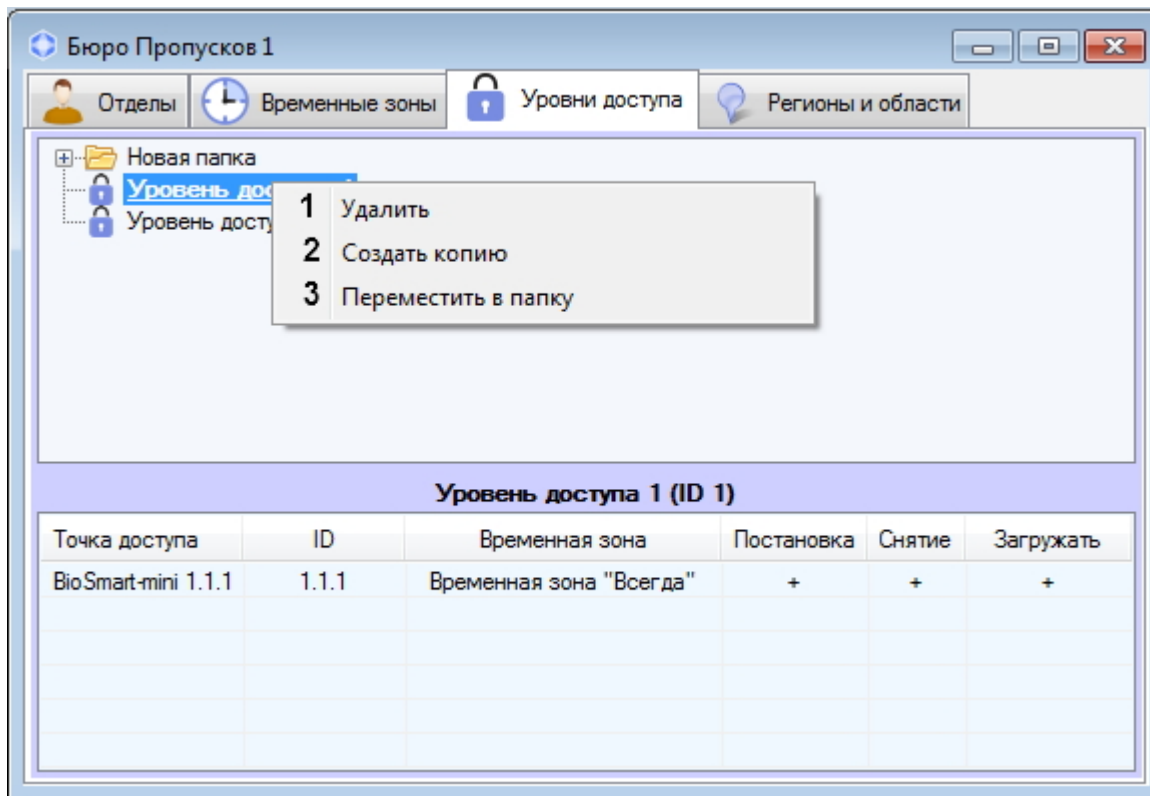 Бюро Пропусков 1
Отделы Временные зоны Уровни доступа Регионы и области
Новая папка
Уровень
Уровень
1 Удалить
2 Создать копию
3 Переместить в папку
Уровень доступа 1 (ID 1)
Точка доступа ID Временная зона Постановка Снятие Загружать
BioSmart-mini 1.1.1 1.1.1 Временная зона "Всегда" + + +